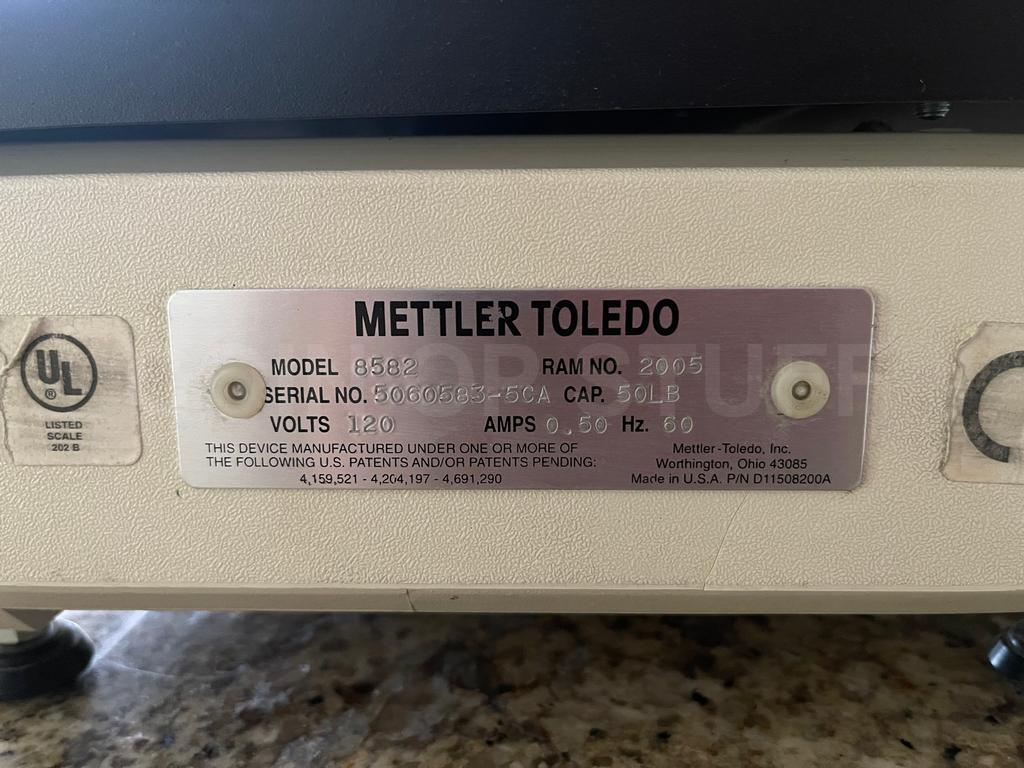 METTLER TOLEDO
MODEL 8582 RAM NO. 2005
SERIAL NO. 5060583-5CA CAP. 50LB
VOLTS 120 AMPS 0.50 Hz. 60
THIS DEVICE MANUFACTURED UNDER ONE OR MORE OF
THE FOLLOWING U.S. PATENTS AND/OR PATENTS PENDING:
4,159,521 - 4,204,197 - 4,691,290
Mettler-Toledo, Inc.
Worthington, Ohio 43085
Made in U.S.A. P/N D11508200A
UL
®
LISTED
SCALE
202 B